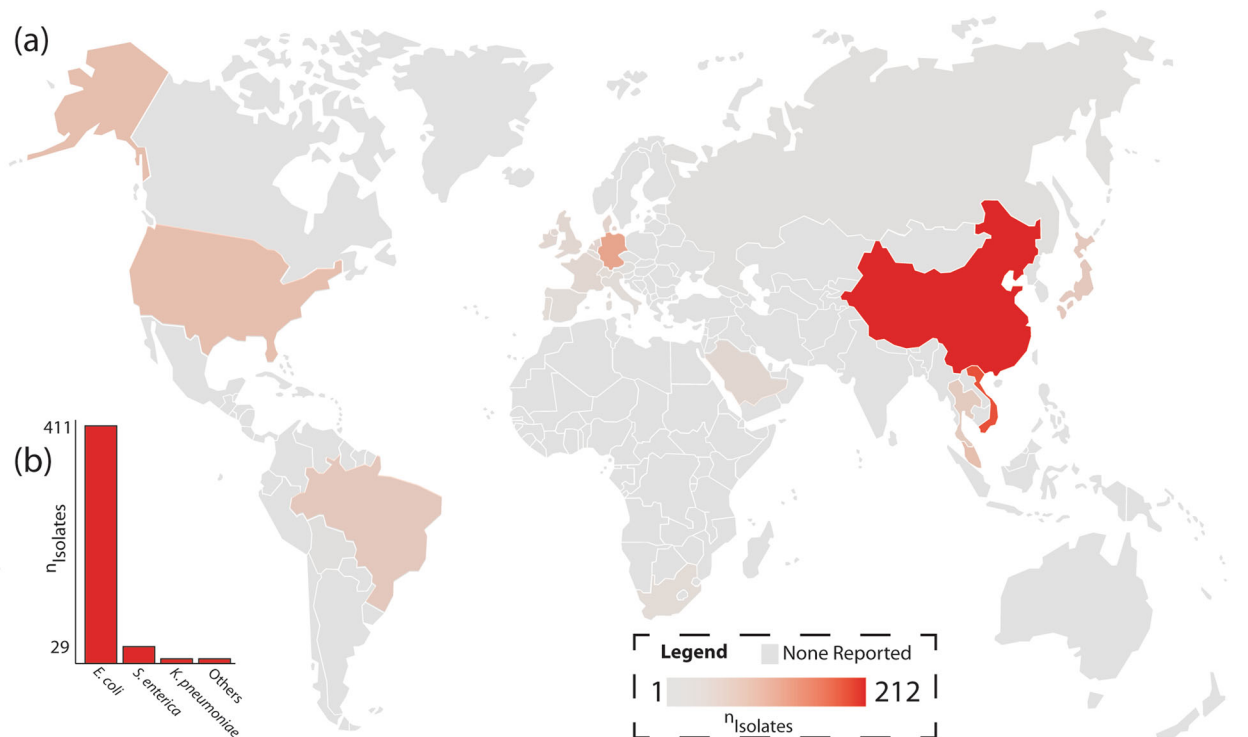 (a)
(b)
411
29
nIsolates
E. coli
S. enterica
K. pneumoniae
Others
Legend
None Reported
1
212
nIsolates